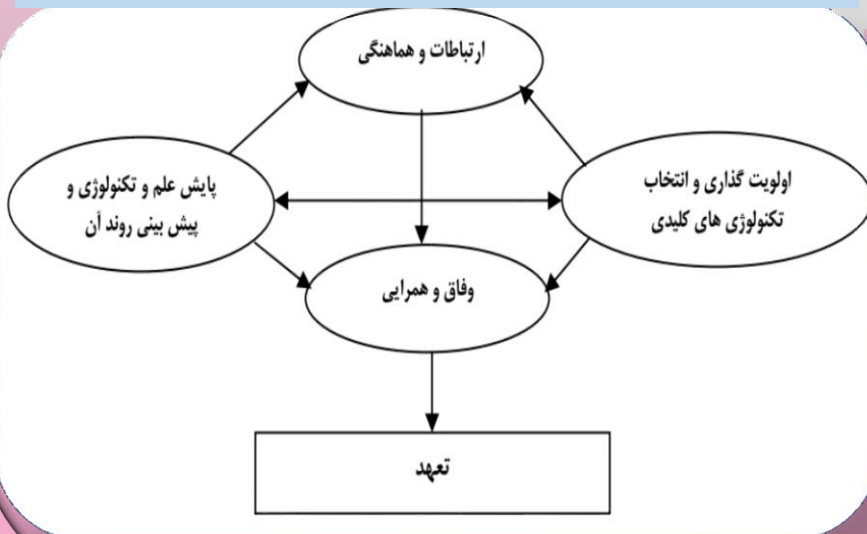 ارتباطات و هماهنگی
اولویت گذاری و انتخاب
تکنولوژی های کلیدی
پایش علم و تکنولوژی و
پیش بینی روند آن
وفاق و همرایی
تعهد